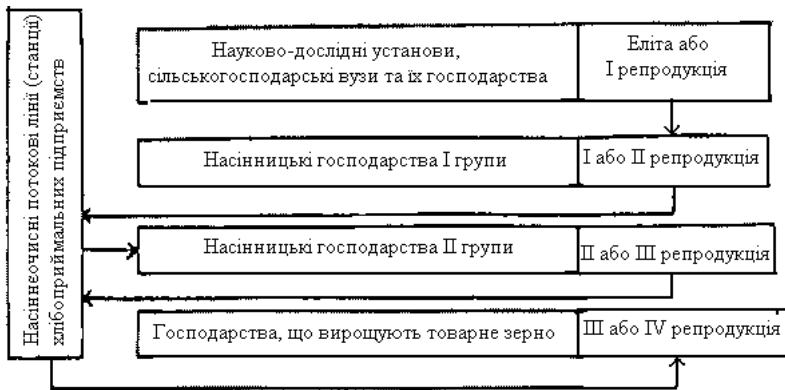 Насіннєочисні потокові лінії (станції)
хлібоприймальних підприємств
Науково-дослідні установи,
сільськогосподарські вузи та їх господарства
Еліта або
І репродукція
Насінницькі господарства І групи
І або ІІ репродукція
Насінницькі господарства ІІ групи
ІІ або ІІІ репродукція
Господарства, що вирощують товарне зерно
ІІІ або IV репродукція